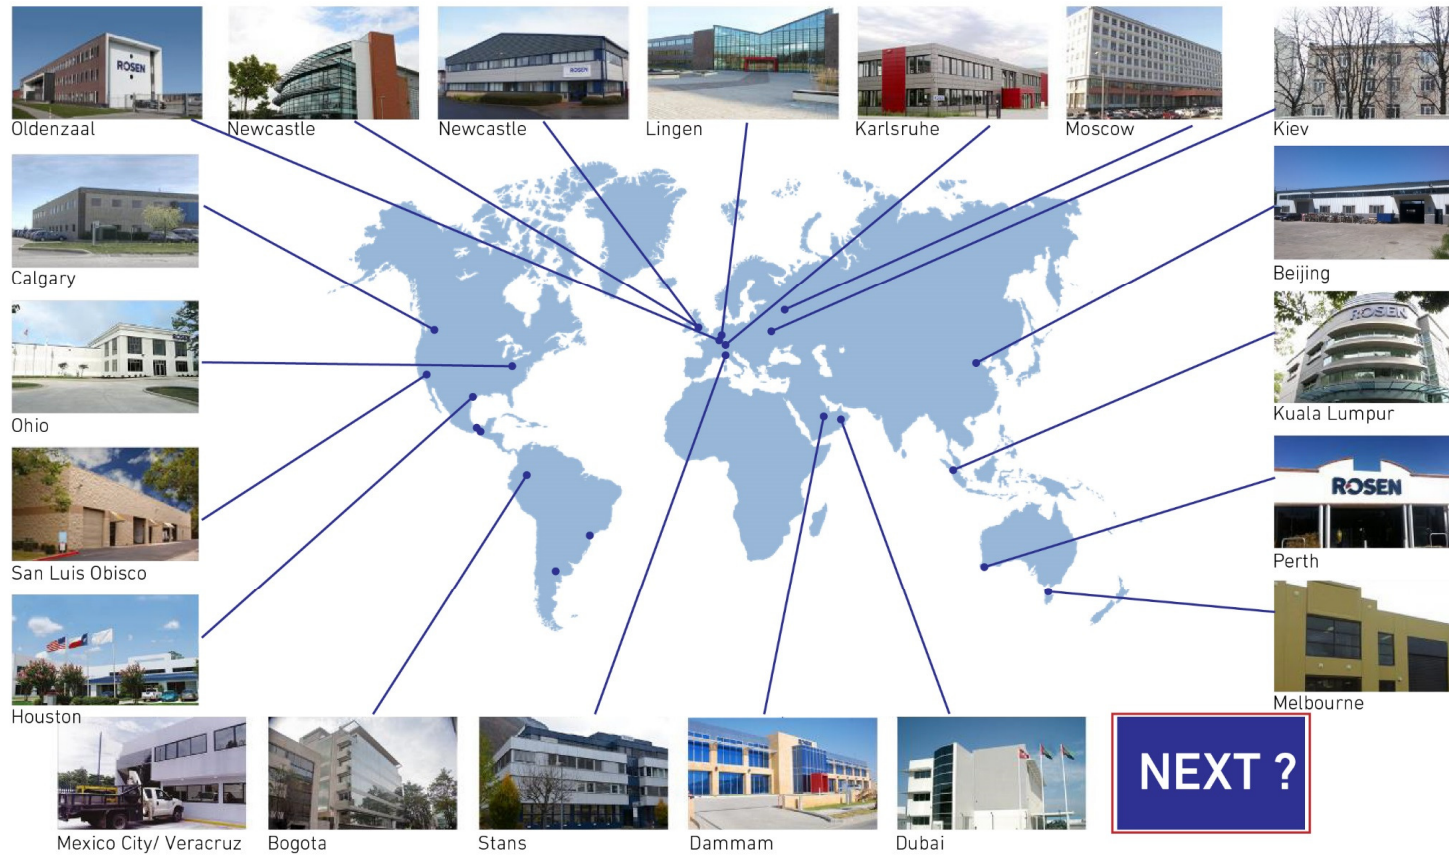 ROSEN
ROSEN
Oldenzaal
Newcastle
Newcastle
Lingen
Karlsruhe
Moscow
Kiev
Calgary
Beijing
ROSEN
Ohio
Kuala Lumpur
ROSEN
San Luis Obisco
Perth
Houston
Melbourne
NEXT ?
Mexico City/ Veracruz
Bogota
Stans
Dammam
Dubai